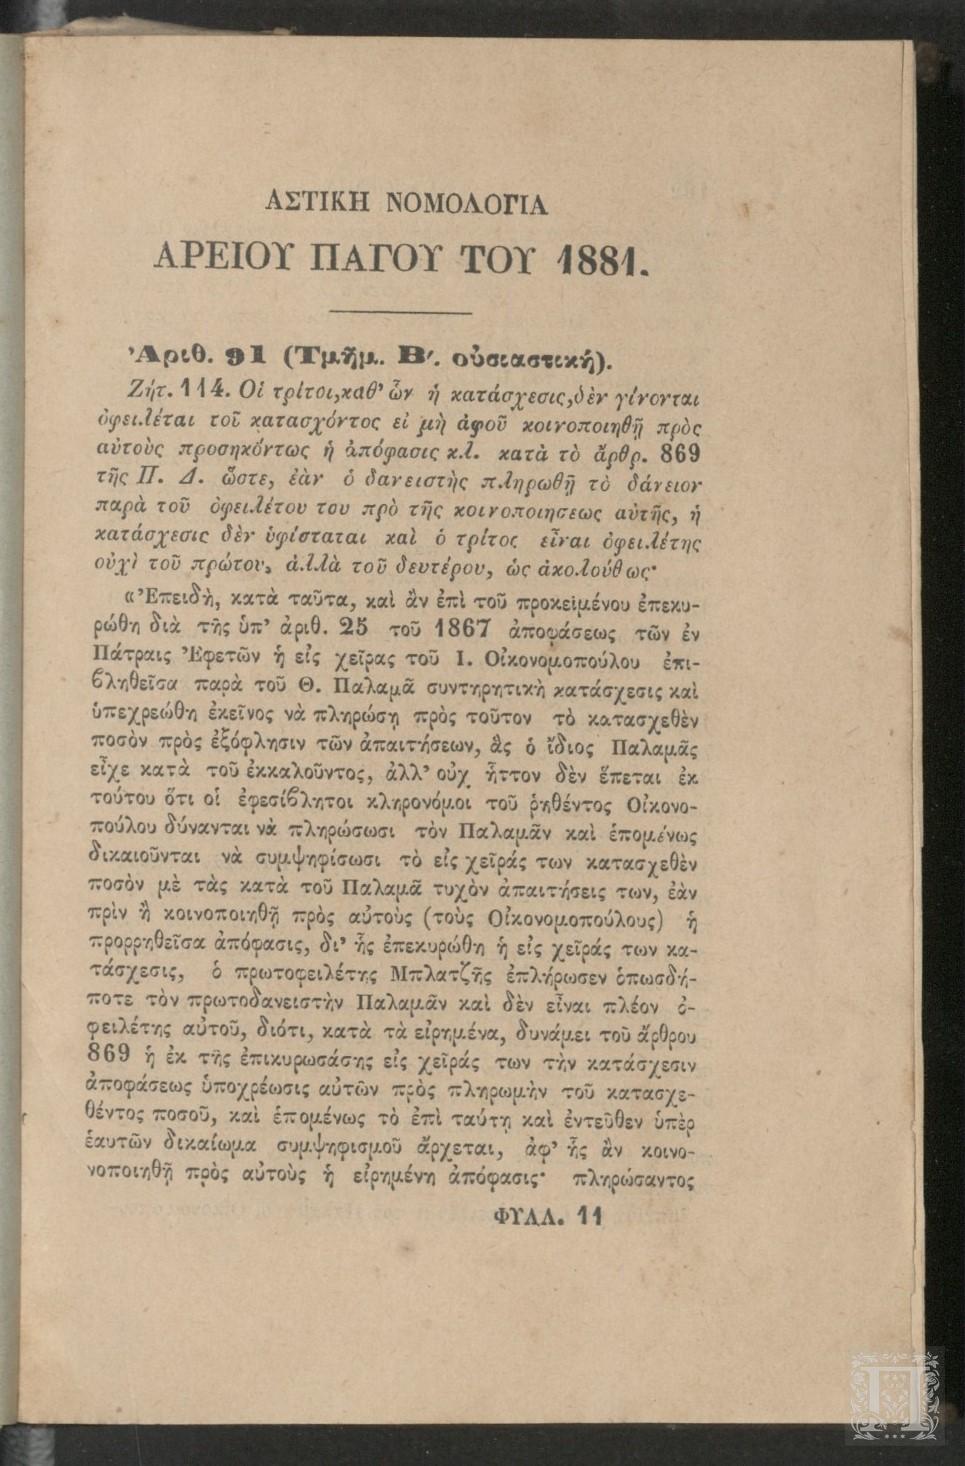 ΑΣΤΙΚΗ ΝΟΜΟΛΟΓΙΑ
ΑΡΕΙΟΥ ΠΑΓΟΥ ΤΟΥ 1881.
Ἀριθ. 91 (Τμῆμ. Β′. οὐσιαστική).
Ζήτ. 114. Οἱ τρίτοι, καθ’ ὧν ἡ κατάσχεσις, δὲν γίνονται
ὀφειλέται τοῦ κατασχόντος εἰ μὴ ἀφοῦ κοινοποιηθῇ πρὸς
αὐτοὺς προσηκόντως ἡ ἀπόφασις κ.λ. κατὰ τὸ ἄρθρ. 869
τῆς Π. Δ. ὥστε, ἐὰν ὁ δανειστὴς πληρωθῇ τὸ δάνειον
παρὰ τοῦ ὀφειλέτου του πρὸ τῆς κοινοποιησεως αὐτῆς, ἡ
κατάσχεσις δὲν ὑφίσταται καὶ ὁ τρίτος εἶναι ὀφειλέτης
οὐχὶ τοῦ πρώτου, ἀλλὰ τοῦ δευτέρου, ὡς ἀκολούθως·
«Ἐπειδὴ, κατὰ ταῦτα, καὶ ἂν ἐπὶ τοῦ προκειμένου ἐπεκυ-
ρώθη διὰ τῆς ὑπ’ ἀριθ. 25 τοῦ 1867 ἀποφάσεως τῶν ἐν
Πάτραις Ἐφετῶν ἡ εἰς χεῖρας τοῦ Ι. Οἰκονομοπούλου ἐπι-
βληθεῖσα παρὰ τοῦ Θ. Παλαμᾶ συντηρητικὴ κατάσχεσις καὶ
ὑπεχρεώθη ἐκεῖνος νὰ πληρώσῃ πρὸς τοῦτον τὸ κατασχεθὲν
ποσὸν πρὸς ἐξόφλησιν τῶν ἀπαιτήσεων, ἃς ὁ ἴδιος Παλαμᾶς
εἶχε κατὰ τοῦ ἐκκαλοῦντος, ἀλλ’ οὐχ ἧττον δὲν ἕπεται ἐκ
τούτου ὅτι οἱ ἐφεσίβλητοι κληρονόμοι τοῦ ῥηθέντος Οἰκονο-
πούλου δύνανται νὰ πληρώσωσι τὸν Παλαμᾶν καὶ ἑπομένως
δικαιοῦνται νὰ συμψηφίσωσι τὸ εἰς χεῖράς των κατασχεθὲν
ποσὸν μὲ τὰς κατὰ τοῦ Παλαμᾶ τυχὸν ἀπαιτήσεις των, ἐὰν
πρὶν ἢ κοινοποιηθῇ πρὸς αὐτοὺς (τοὺς Οἰκονομοπούλους) ἡ
προρρηθεῖσα ἀπόφασις, δι’ ἧς ἐπεκυρώθη ἡ εἰς χεῖράς των κα-
τάσχεσις, ὁ πρωτοφειλέτης Μπλατζῆς ἐπλήρωσεν ὁπωσδή-
ποτε τὸν πρωτοδανειστὴν Παλαμᾶν καὶ δὲν εἶναι πλέον ὀ-
φειλέτης αὐτοῦ, διότι, κατὰ τὰ εἰρημένα, δυνάμει τοῦ ἄρθρου
869 ἡ ἐκ τῆς ἐπικυρωσάσης εἰς χεῖράς των τὴν κατάσχεσιν
ἀποφάσεως ὑποχρέωσις αὐτῶν πρὸς πληρωμὴν τοῦ κατασχε-
θέντος ποσοῦ, καὶ ἑπομένως τὸ ἐπὶ ταύτῃ καὶ ἐντεῦθεν ὑπὲρ
ἑαυτῶν δικαίωμα συμψηφισμοῦ ἄρχεται, ἀφ’ ἧς ἂν κοινο-
νοποιηθῇ πρὸς αὐτοὺς ἡ εἰρημένη ἀπόφασις· πληρώσαντος
ΦΥΛΛ. 11